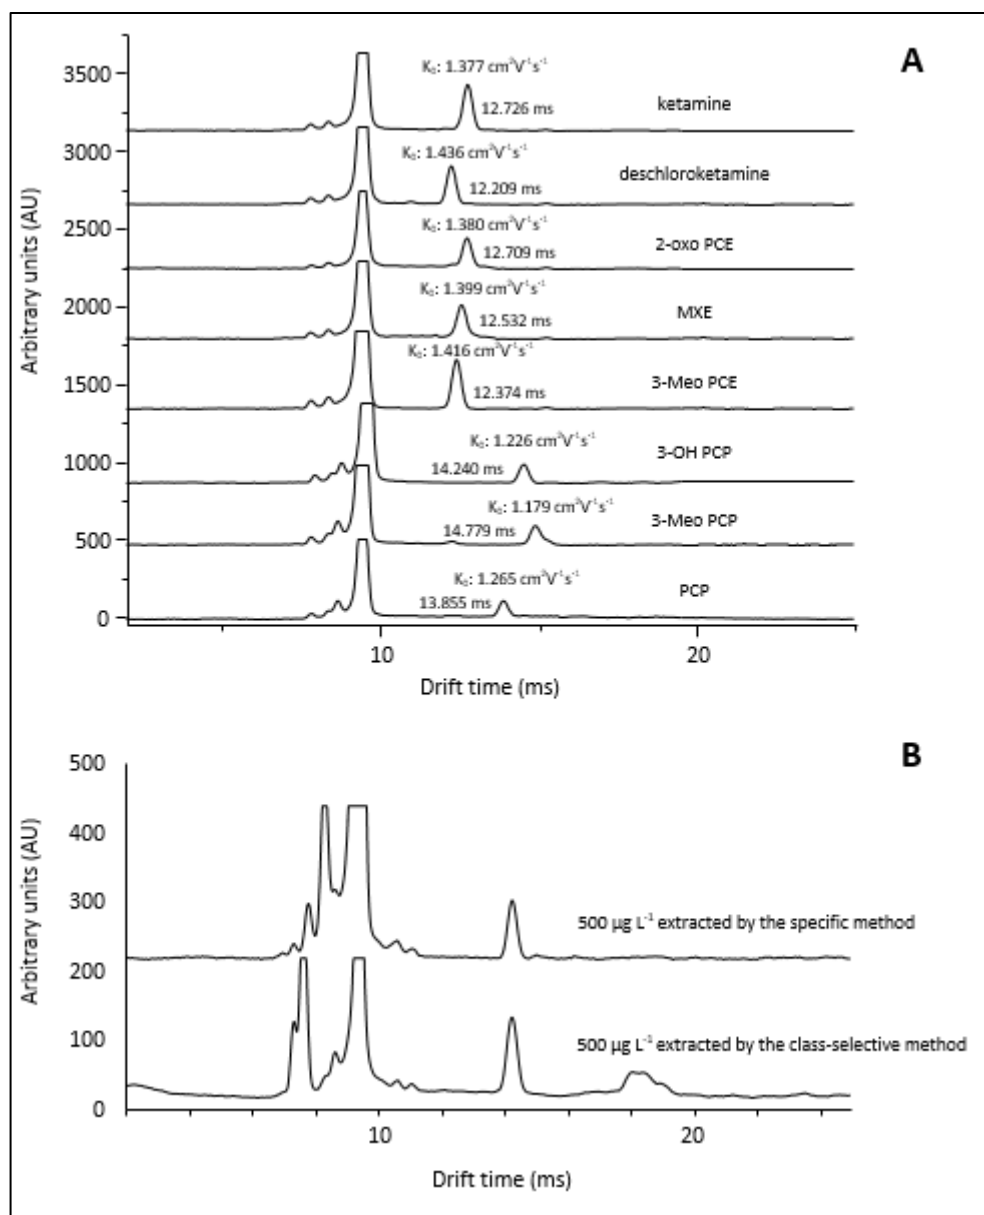 A
Arbitrary units (AU)
3500
3000
2500
2000
1500
1000
500
0
K₀: 1.377 cm²V⁻¹s⁻¹
12.726 ms
ketamine
K₀: 1.436 cm²V⁻¹s⁻¹
12.209 ms
deschloroketamine
K₀: 1.380 cm²V⁻¹s⁻¹
12.709 ms
2-oxo PCE
K₀: 1.399 cm²V⁻¹s⁻¹
12.532 ms
MXE
K₀: 1.416 cm²V⁻¹s⁻¹
12.374 ms
3-Meo PCE
K₀: 1.226 cm²V⁻¹s⁻¹
14.240 ms
3-OH PCP
K₀: 1.179 cm²V⁻¹s⁻¹
14.779 ms
3-Meo PCP
K₀: 1.265 cm²V⁻¹s⁻¹
13.855 ms
PCP
10
20
Drift time (ms)
B
Arbitrary units (AU)
500
400
300
200
100
0
500 µg L⁻¹ extracted by the specific method
500 µg L⁻¹ extracted by the class-selective method
10
20
Drift time (ms)